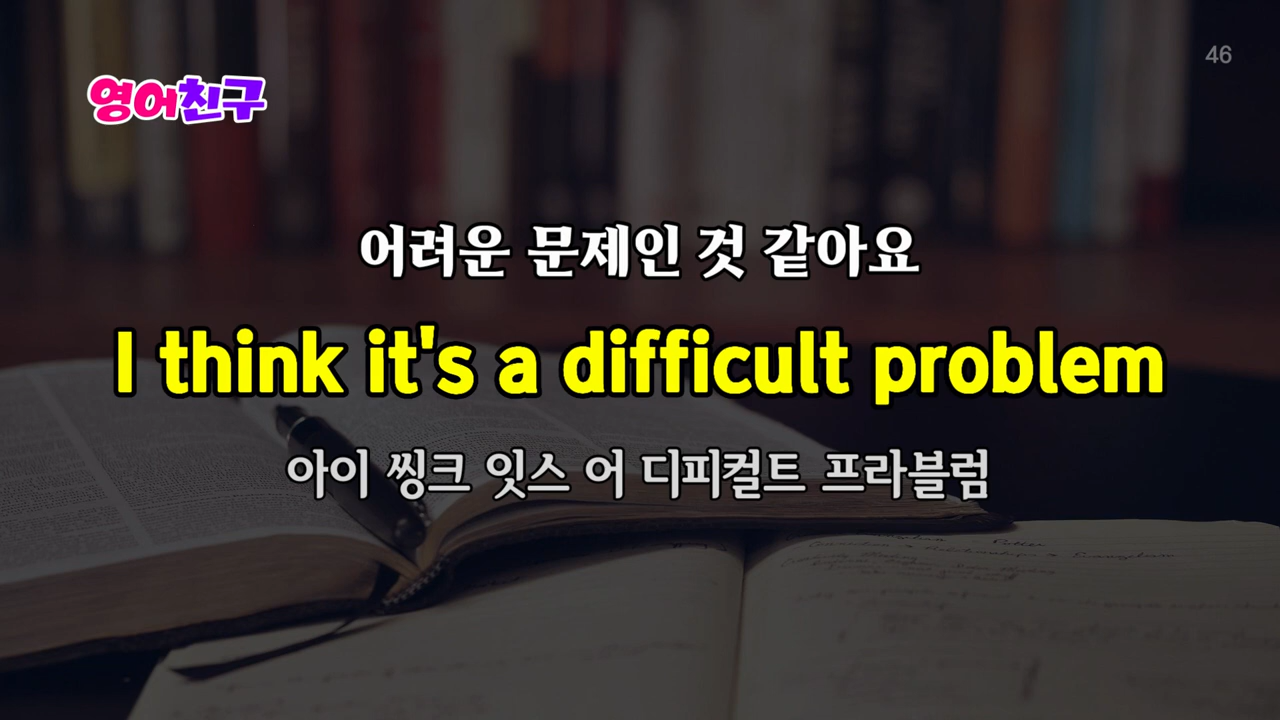 46
영어친구
어려운 문제인 것 같아요
I think it's a difficult problem
아이 씽크 잇스 어 디피컬트 프라블럼